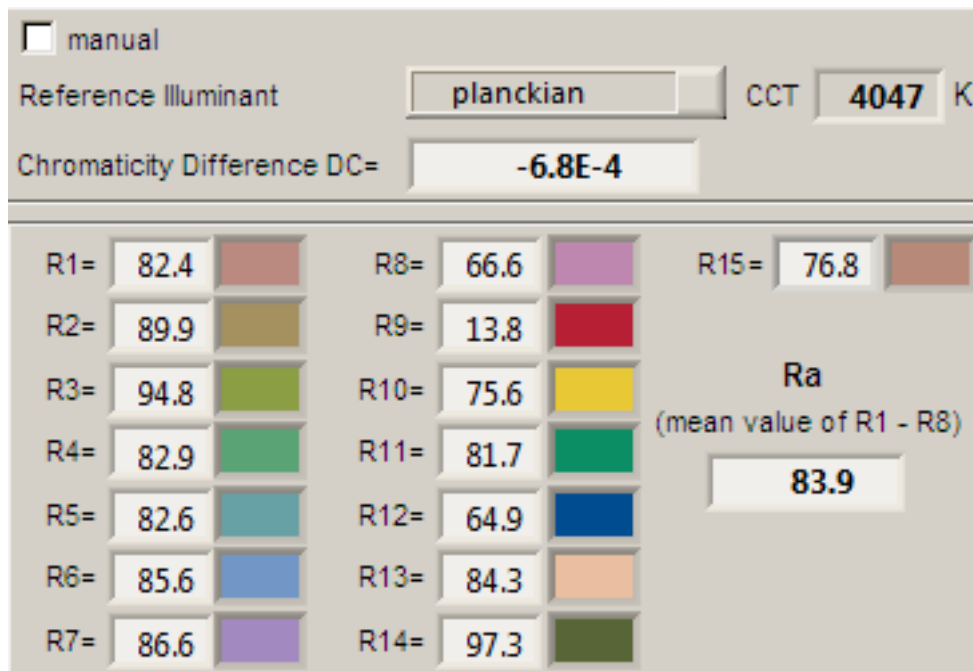 manual
Reference Illuminant planckian CCT 4047 K
Chromaticity Difference DC= -6.8E-4
R1= 82.4 R8= 66.6 R15= 76.8
R2= 89.9 R9= 13.8
R3= 94.8 R10= 75.6 Ra
R4= 82.9 R11= 81.7 (mean value of R1 - R8)
R5= 82.6 R12= 64.9 83.9
R6= 85.6 R13= 84.3
R7= 86.6 R14= 97.3